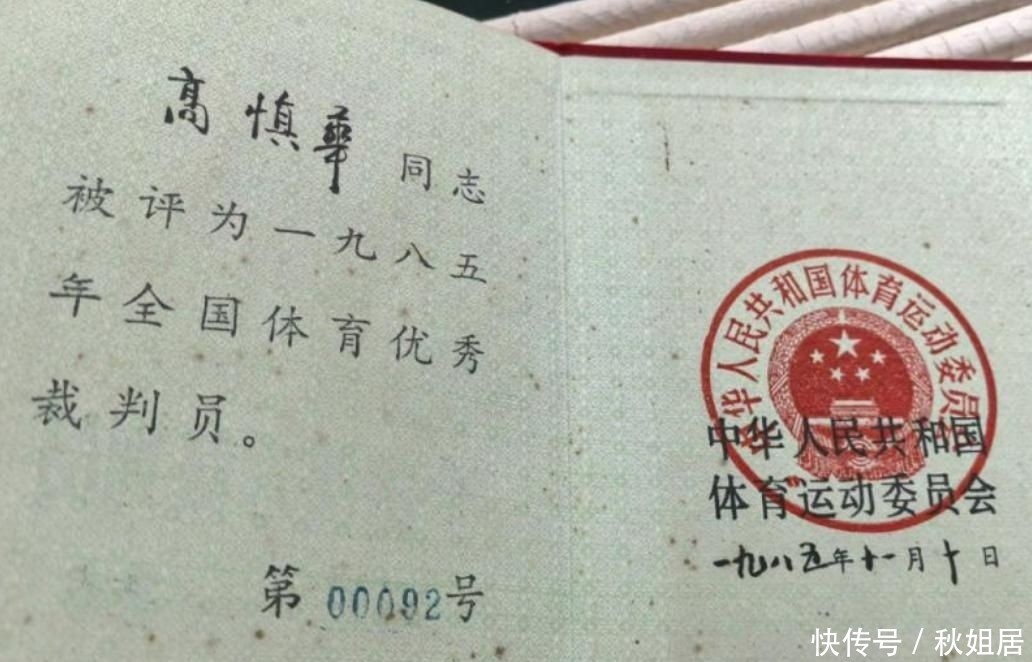 高慎华 同志
被评为一九八五
年全国体育优秀
裁判员。
第00092号
中华人民共和国体育运动委员会
中华人民共和国
体育运动委员会
一九八五年十一月十日
快传号 / 秋姐居